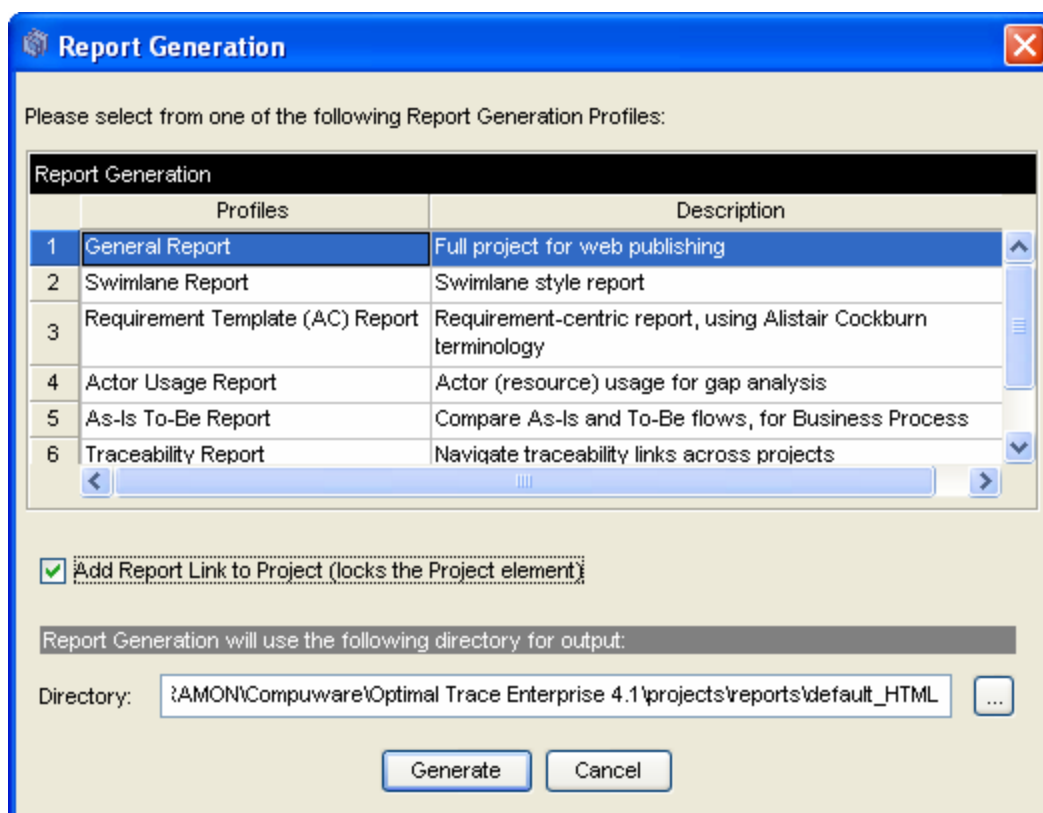 Report Generation
Please select from one of the following Report Generation Profiles:
Report Generation
Profiles Description
1 General Report Full project for web publishing
2 Swimlane Report Swimlane style report
3 Requirement Template (AC) Report Requirement-centric report, using Alistair Cockburn
terminology
4 Actor Usage Report Actor (resource) usage for gap analysis
5 As-Is To-Be Report Compare As-Is and To-Be flows, for Business Process
6 Traceability Report Navigate traceability links across projects
Add Report Link to Project (locks the Project element)
Report Generation will use the following directory for output:
Directory: RAMON\Compuware\Optimal Trace Enterprise 4.1\projects\reports\default_HTML ...
Generate Cancel